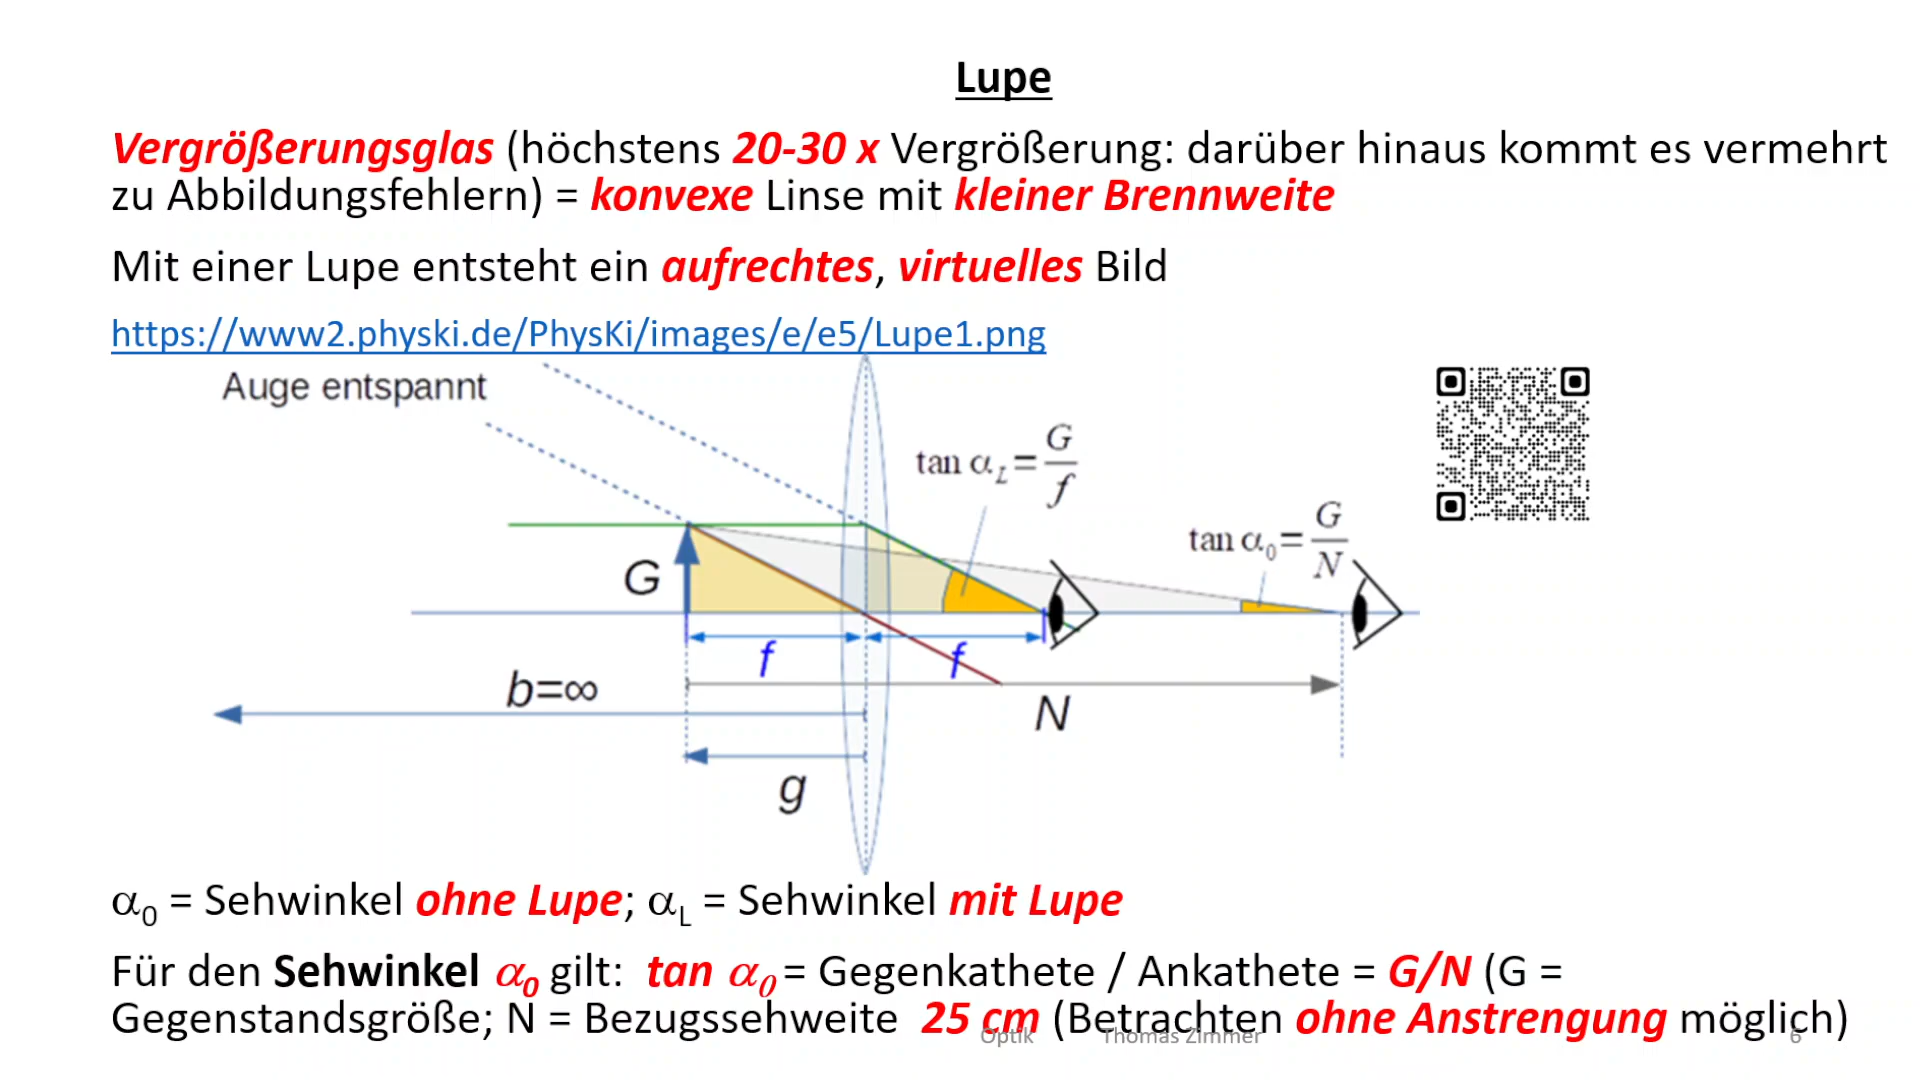 Lupe
Vergrößerungsglas (höchstens 20-30 x Vergrößerung: darüber hinaus kommt es vermehrt
zu Abbildungsfehlern) = konvexe Linse mit kleiner Brennweite
Mit einer Lupe entsteht ein aufrechtes, virtuelles Bild
https://www2.physki.de/PhysKi/images/e/e5/Lupe1.png
Auge entspannt
tan α_L = G/f
tan α_0 = G/N
G
f
f
b=∞
N
g
α0 = Sehwinkel ohne Lupe; αL = Sehwinkel mit Lupe
Für den Sehwinkel α0 gilt: tan α0 = Gegenkathete / Ankathete = G/N (G =
Gegenstandsgröße; N = Bezugssehweite 25 cm (Betrachten ohne Anstrengung möglich)
Optik Thomas Zimmer 6